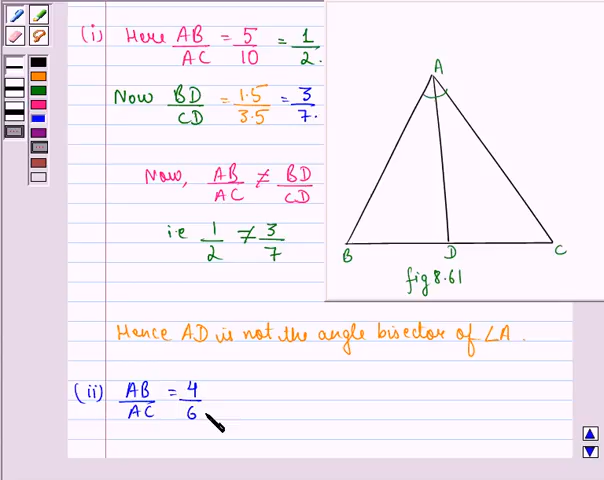 (i) Here AB/AC = 5/10 = 1/2.
Now BD/CD = 1.5/3.5 = 3/7.
Now, AB/AC ≠ BD/CD
i.e 1/2 ≠ 3/7
A
B
D
C
fig 8.61
Hence AD is not the angle bisector of ∠A.
(ii) AB/AC = 4/6